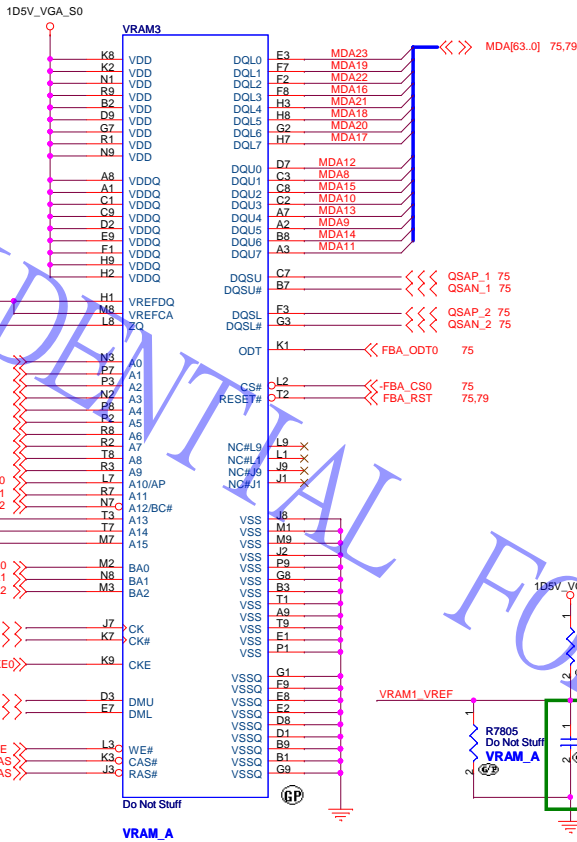 1D5V_VGA_S0
VRAM3
K8 VDD DQL0 E3 MDA23
MDA[63..0] 75,79
K2 VDD DQL1 F7 MDA19
N1 VDD DQL2 F2 MDA22
R9 VDD DQL3 F8 MDA16
B2 VDD DQL4 H3 MDA21
D9 VDD DQL5 H8 MDA18
G7 VDD DQL6 G2 MDA20
R1 VDD DQL7 H7 MDA17
N9 VDD
DQU0 D7 MDA12
A8 VDDQ DQU1 C3 MDA8
A1 VDDQ DQU2 C8 MDA15
C1 VDDQ DQU3 C2 MDA10
C9 VDDQ DQU4 A7 MDA13
D2 VDDQ DQU5 A2 MDA9
E9 VDDQ DQU6 B8 MDA14
F1 VDDQ DQU7 A3 MDA11
H9 VDDQ
H2 VDDQ DQSU C7 QSAP_1 75
DQSU# B7 QSAN_1 75
H1 VREFDQ
M8 VREFCA DQSL F3 QSAP_2 75
L8 ZQ DQSL# G3 QSAN_2 75
ODT K1 FBA_ODT0 75
N3 A0
P7 A1
P3 A2 CS# L2 -FBA_CS0 75
N2 A3 RESET# T2 FBA_RST 75,79
P8 A4
P2 A5
R8 A6
R2 A7 NC#L9 L9
T8 A8 NC#L1 L1
R3 A9 NC#J9 J9
L7 A10/AP NC#J1 J1
R7 A11
N7 A12/BC#
T3 A13 VSS J8
T7 A14 VSS M1
M7 A15 VSS M9
VSS J2
M2 BA0 VSS P9
N8 BA1 VSS G8
M3 BA2 VSS B3
VSS T1
VSS A9
J7 CK VSS T9
K7 CK# VSS E1
VSS P1
K9 CKE
VSSQ G1
VSSQ F9
D3 DMU VSSQ E8
E7 DML VSSQ E2
VSSQ D8
VSSQ D1
L3 WE# VSSQ B9
K3 CAS# VSSQ B1
J3 RAS# VSSQ G9
Do Not Stuff
GP
VRAM_A
1D5V_VG
1
2
VRAM1_VREF
1
R7805
Do Not Stuff
VRAM_A
2
GP
1
2
DENTIAL FO